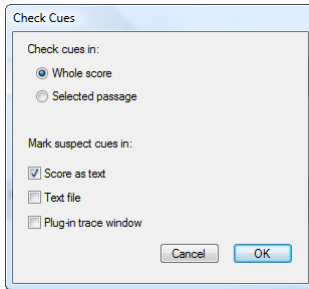 Check Cues
Check cues in:
Whole score
Selected passage
Mark suspect cues in:
Score as text
Text file
Plug-in trace window
Cancel OK